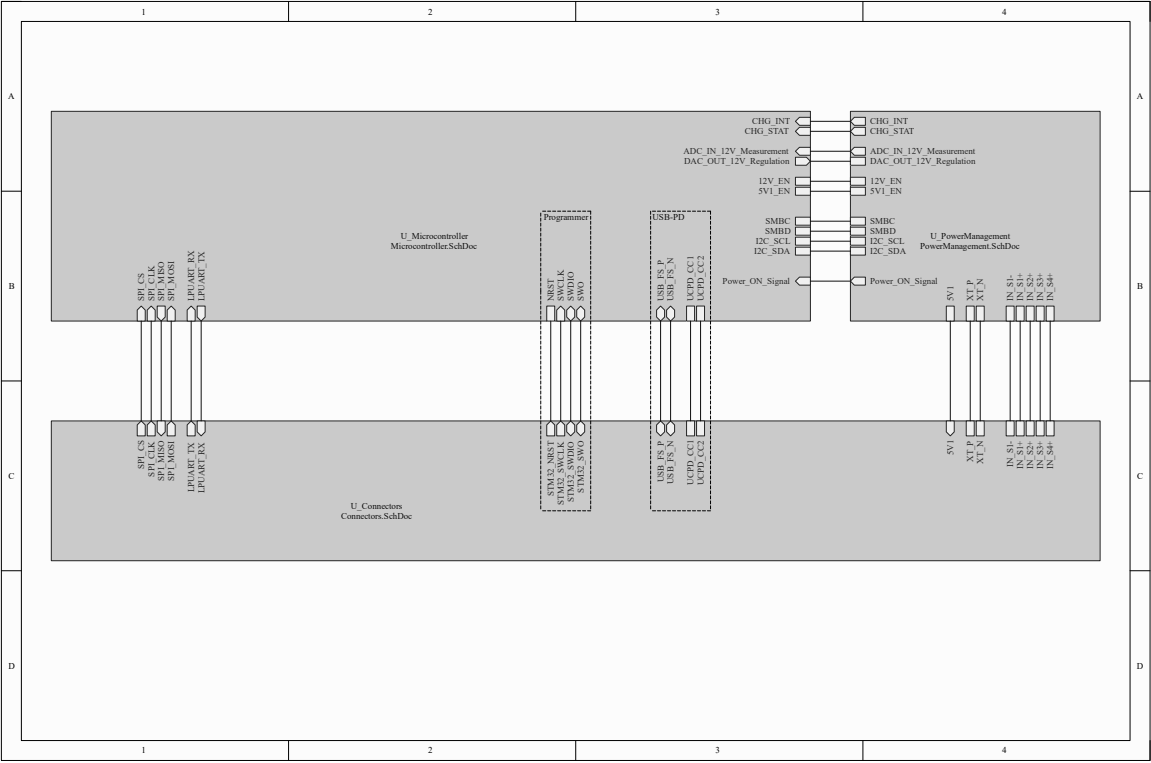 1 2 3 4
A A
CHG_INT CHG_INT
CHG_STAT CHG_STAT
ADC_IN_12V_Measurement ADC_IN_12V_Measurement
DAC_OUT_12V_Regulation DAC_OUT_12V_Regulation
12V_EN 12V_EN
5V1_EN 5V1_EN
Programmer USB-PD
SMBC SMBC
SMBD SMBD
I2C_SCL I2C_SCL
I2C_SDA I2C_SDA
U_Microcontroller
Microcontroller.SchDoc
U_PowerManagement
PowerManagement.SchDoc
Power_ON_Signal Power_ON_Signal
B B
SPI_CS
SPI_CLK
SPI_MISO
SPI_MOSI
LPUART_RX
LPUART_TX
NRST
SWCLK
SWDIO
SWO
USB_FS_P
USB_FS_N
UCPD_CC1
UCPD_CC2
5V1
XT_P
XT_N
IN_S1-
IN_S1+
IN_S2+
IN_S3+
IN_S4+
SPI_CS
SPI_CLK
SPI_MISO
SPI_MOSI
LPUART_TX
LPUART_RX
STM32_NRST
STM32_SWCLK
STM32_SWDIO
STM32_SWO
USB_FS_P
USB_FS_N
UCPD_CC1
UCPD_CC2
5V1
XT_P
XT_N
IN_S1-
IN_S1+
IN_S2+
IN_S3+
IN_S4+
C C
U_Connectors
Connectors.SchDoc
D D
1 2 3 4